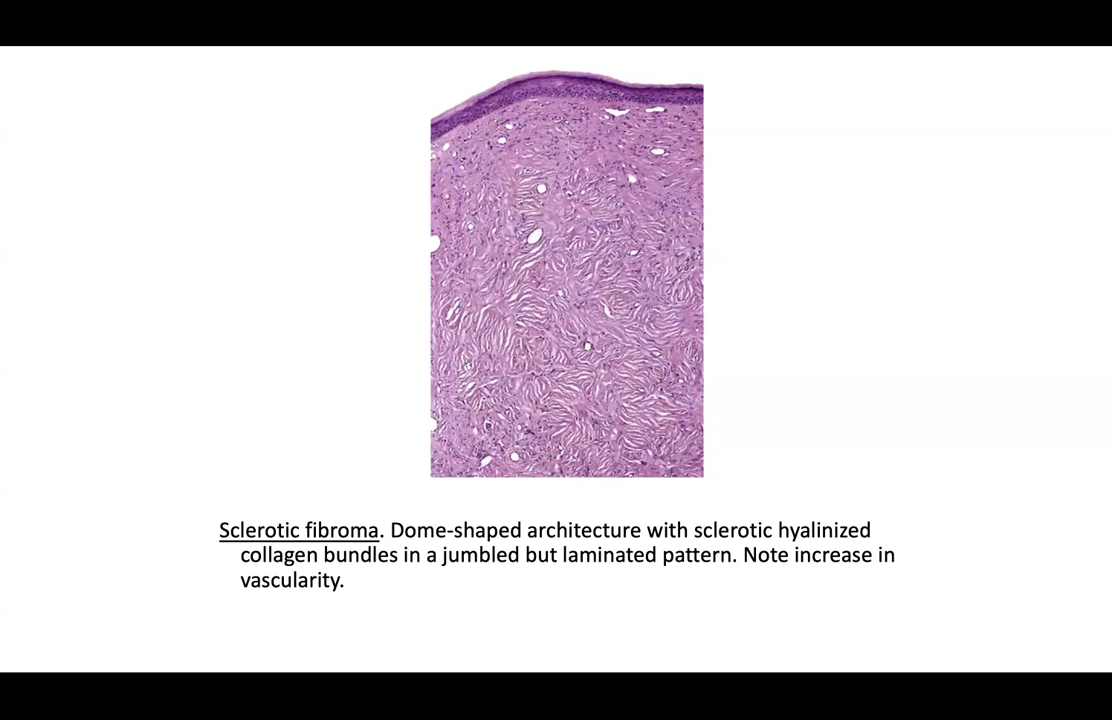 Sclerotic fibroma. Dome-shaped architecture with sclerotic hyalinized
collagen bundles in a jumbled but laminated pattern. Note increase in
vascularity.